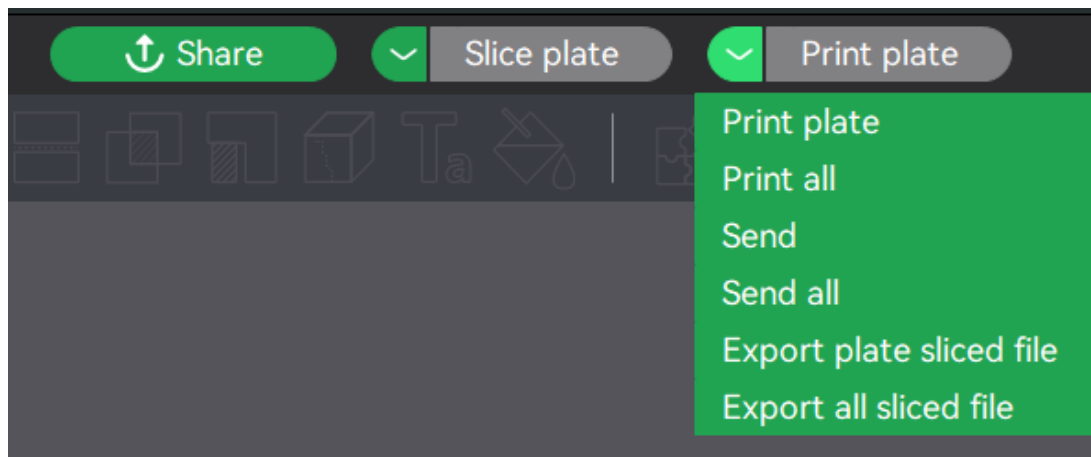 Share
Slice plate
Print plate
Ta
Print plate
Print all
Send
Send all
Export plate sliced file
Export all sliced file